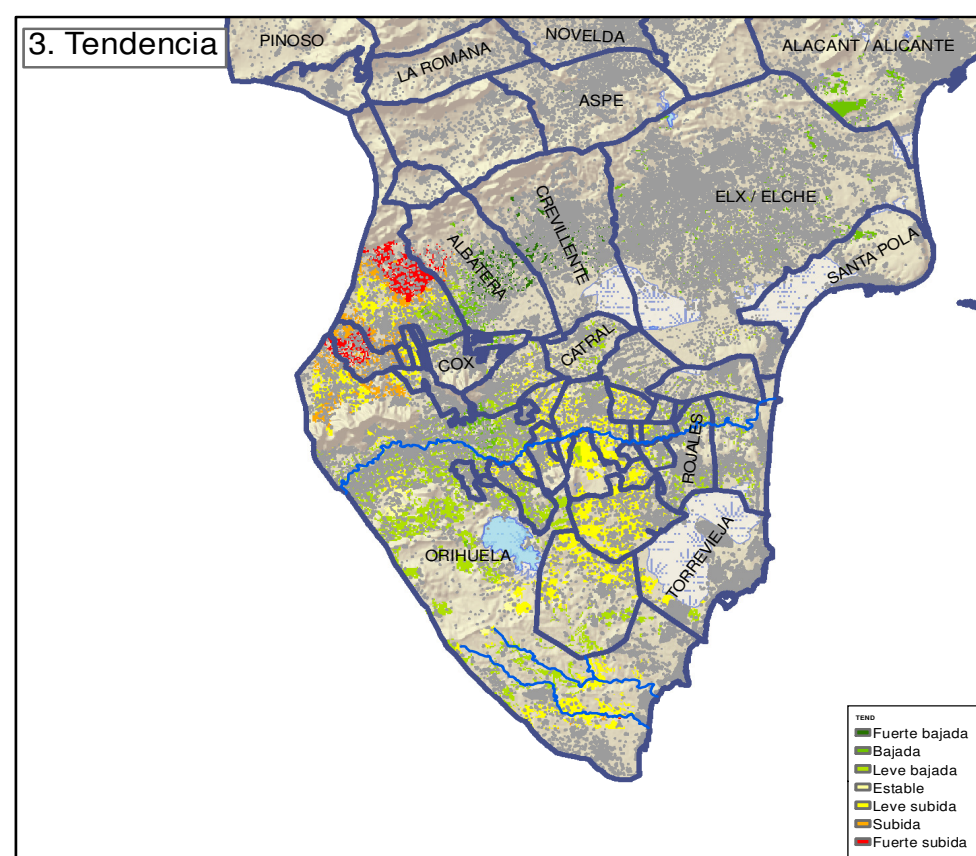 3. Tendencia
PINOSO
LA ROMANA
NOVELDA
ALACANT / ALICANTE
ASPE
ELX / ELCHE
CREVILLENTE
ALBATERA
SANTA POLA
COX
CATRAL
ROJALES
ORIHUELA
TORREVIEJA
TEND
Fuerte bajada
Bajada
Leve bajada
Estable
Leve subida
Subida
Fuerte subida